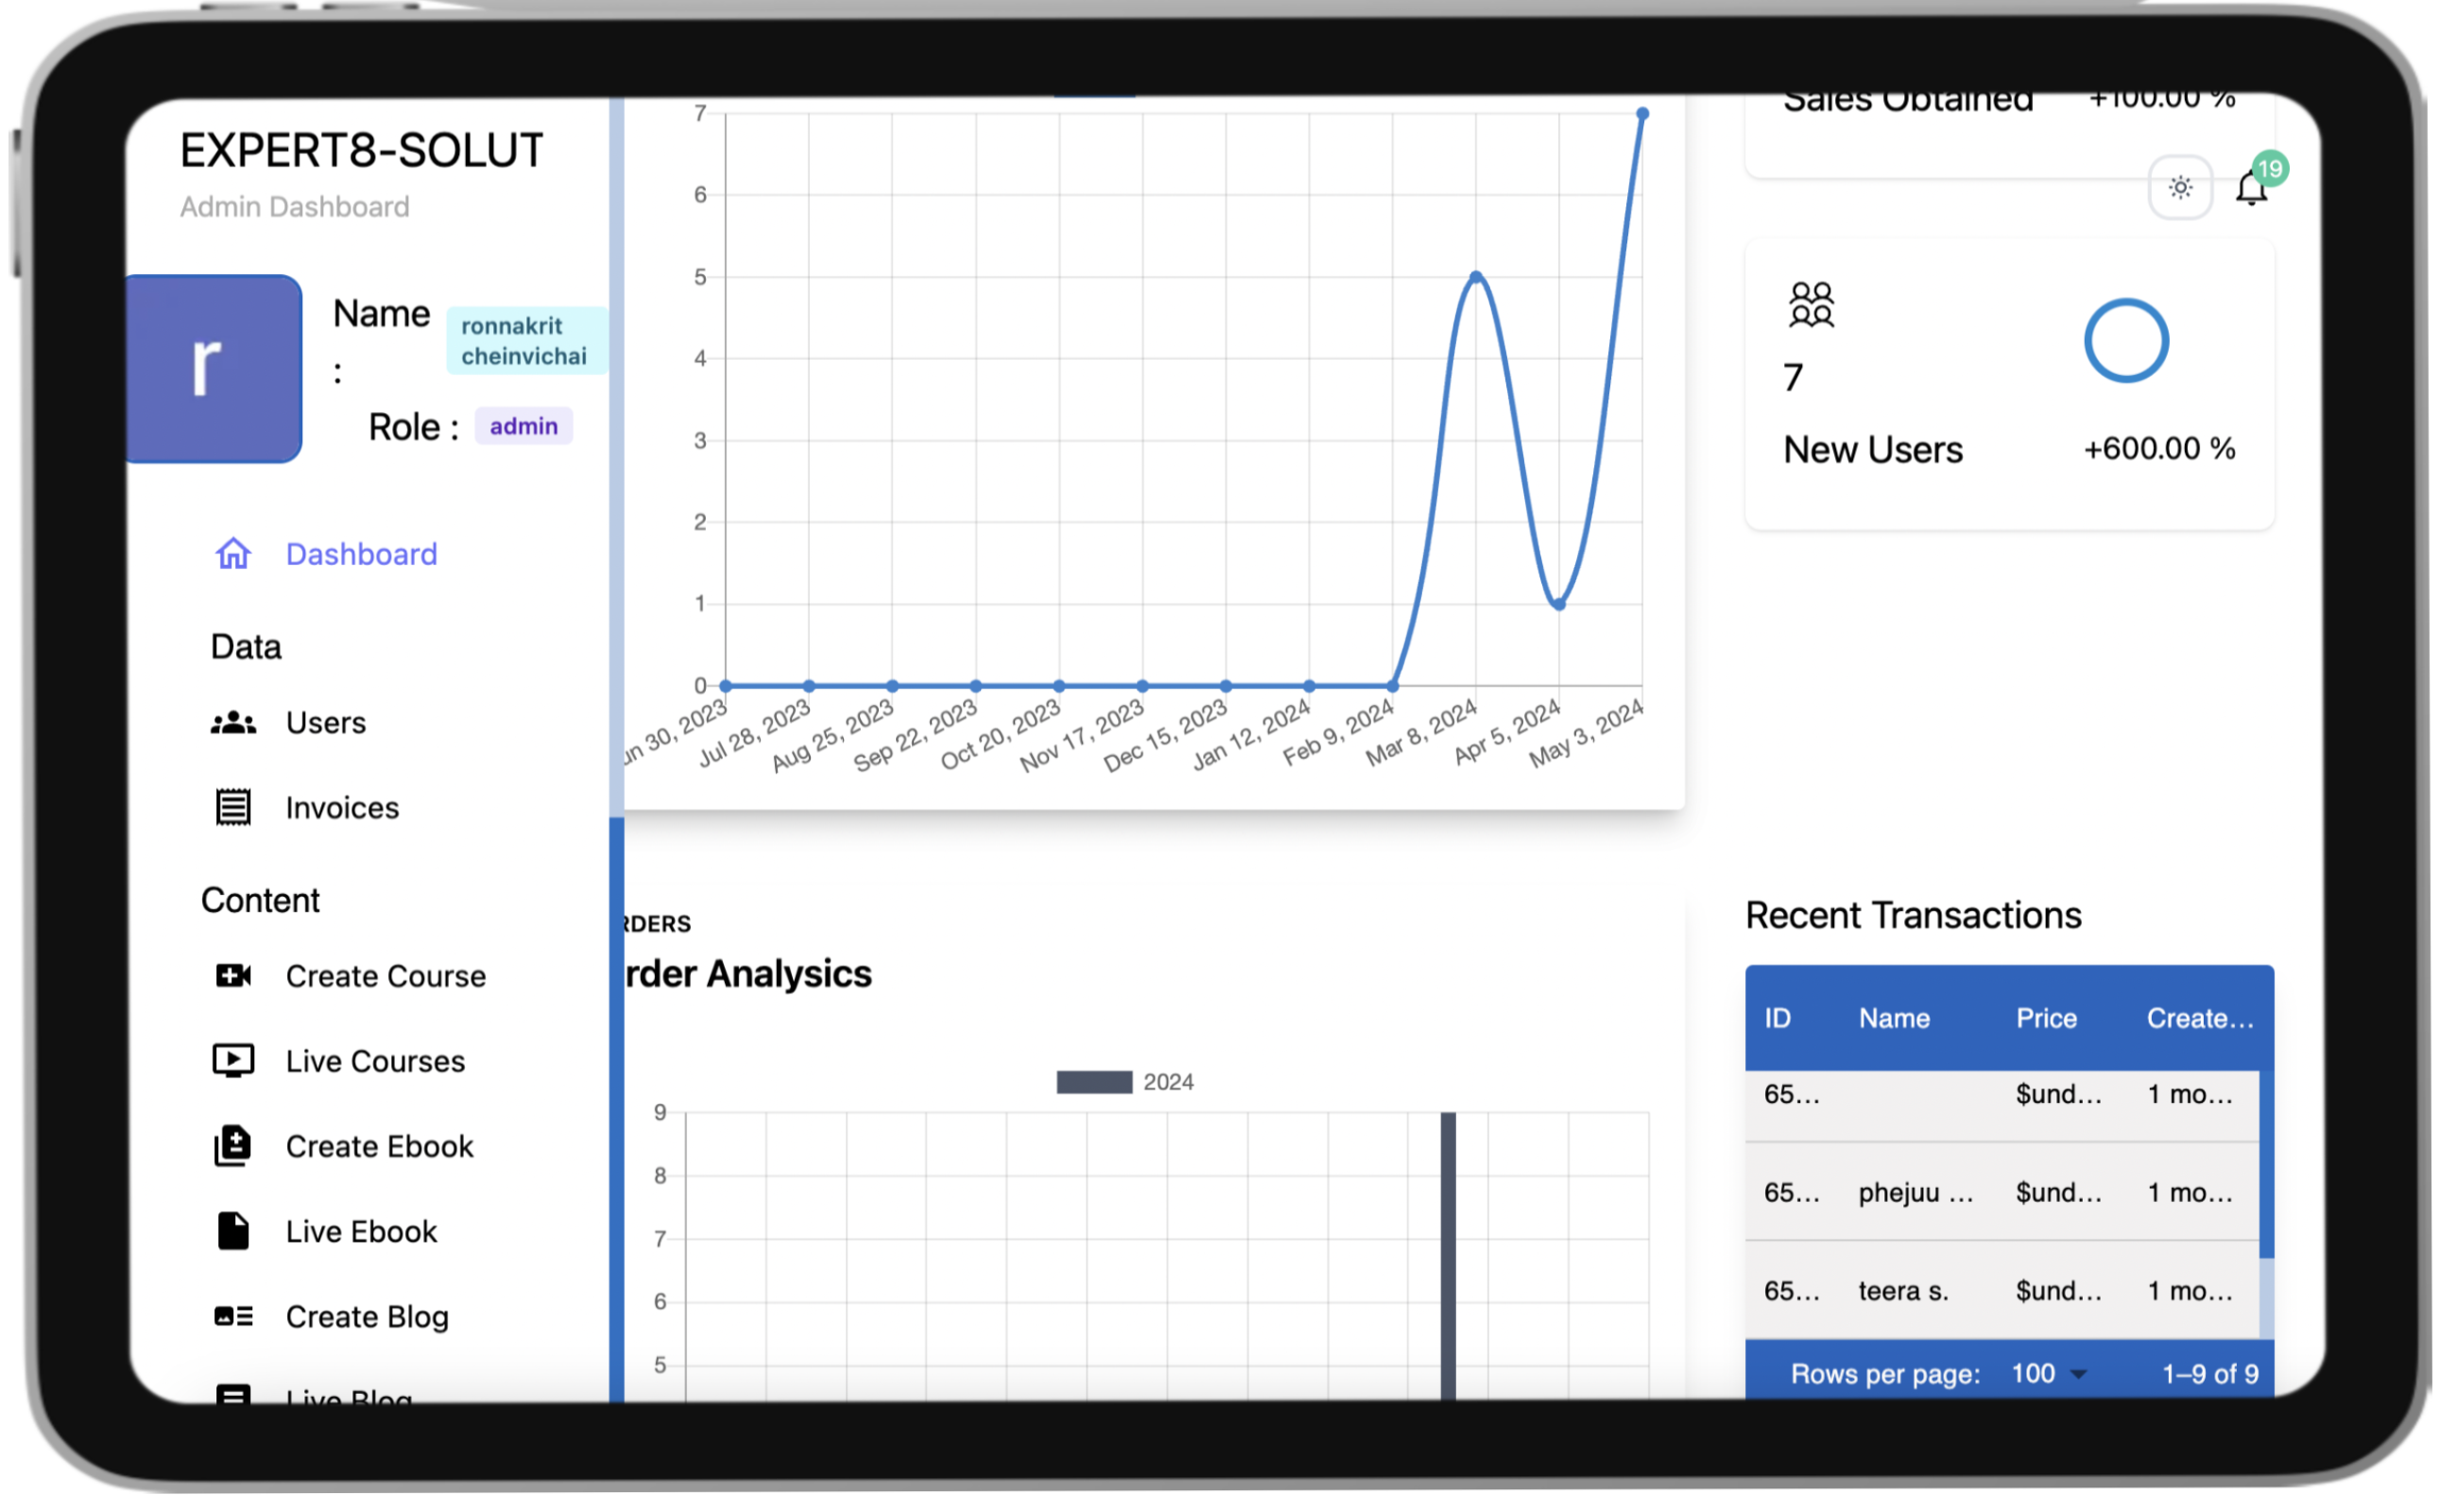 EXPERT8-SOLUT
Admin Dashboard
r
Name
:
ronnakrit
cheinvichai
Role :
admin
Dashboard
Data
Users
Invoices
Content
Create Course
Live Courses
Create Ebook
Live Ebook
Create Blog
Live Blog
7
6
5
4
3
2
1
0
un 30, 2023
Jul 28, 2023
Aug 25, 2023
Sep 22, 2023
Oct 20, 2023
Nov 17, 2023
Dec 15, 2023
Jan 12, 2024
Feb 9, 2024
Mar 8, 2024
Apr 5, 2024
May 3, 2024
RDERS
rder Analysics
2024
9
8
7
6
5
Sales Obtained +100.00 %
19
7
New Users +600.00 %
Recent Transactions
ID Name Price Create...
65... $und... 1 mo...
65... phejuu ... $und... 1 mo...
65... teera s. $und... 1 mo...
Rows per page: 100 1–9 of 9